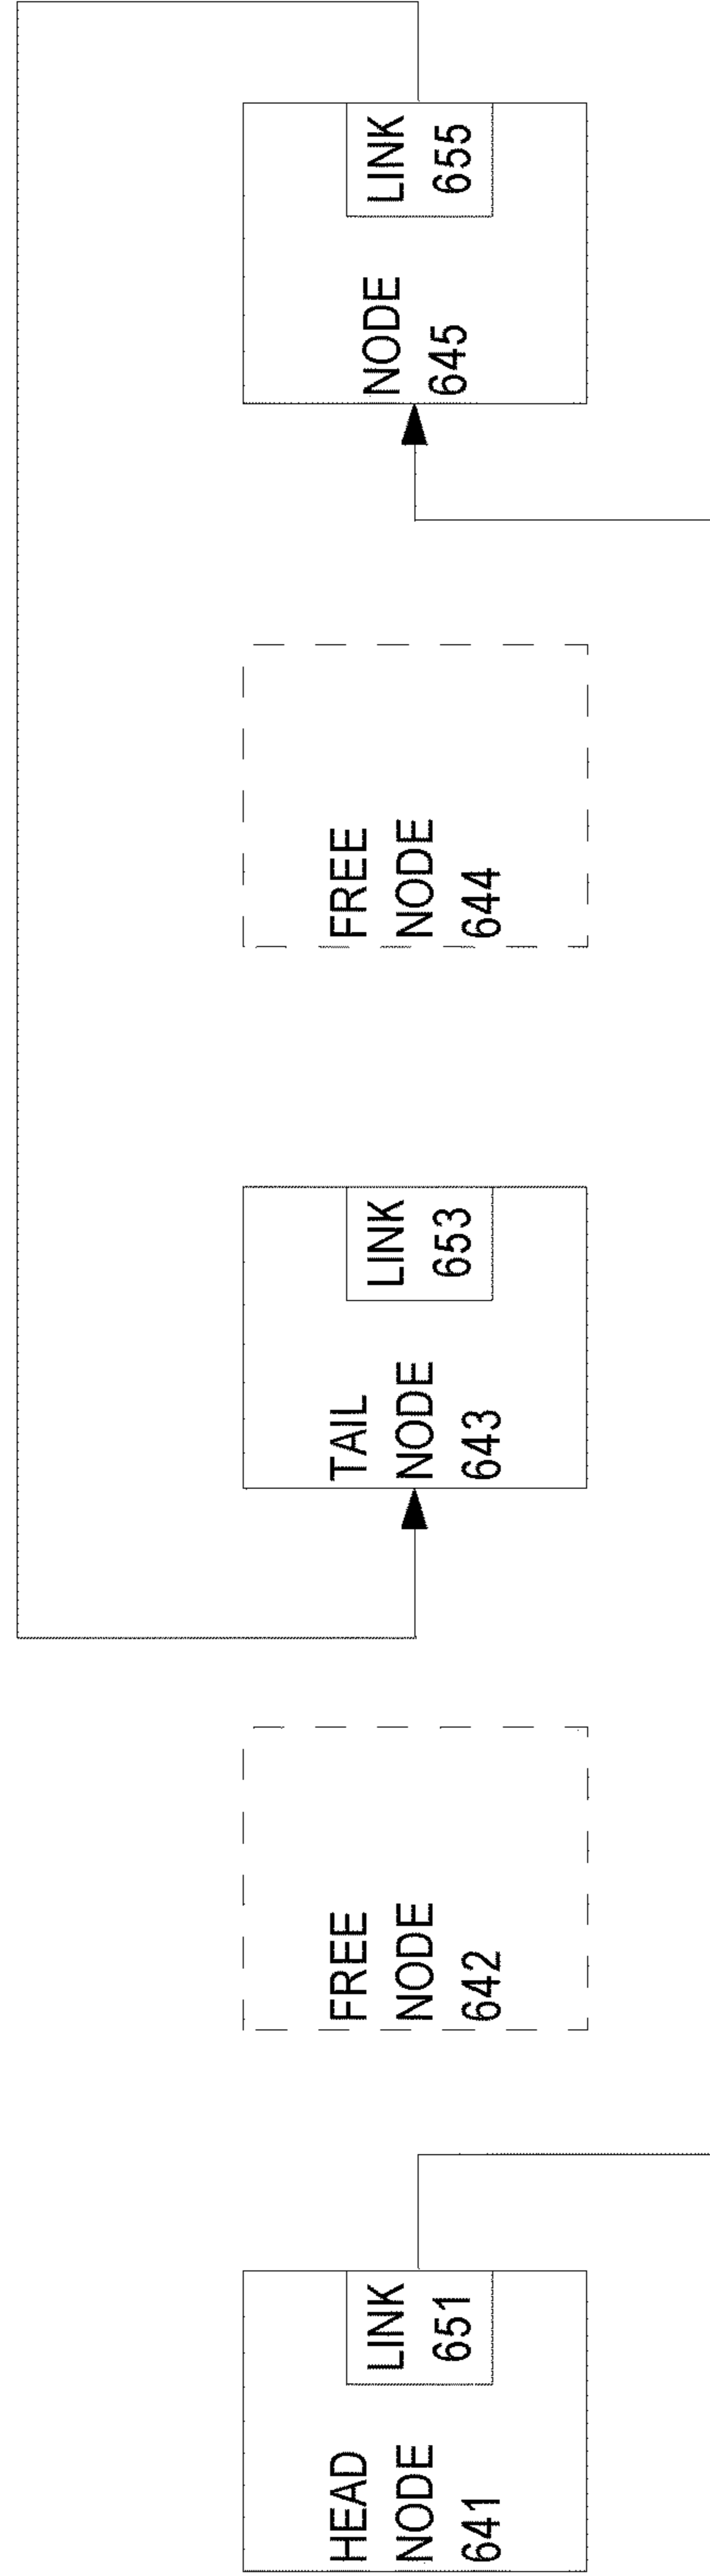 HEAD
NODE
641
LINK
651
FREE
NODE
642
TAIL
NODE
643
LINK
653
FREE
NODE
644
NODE
645
LINK
655